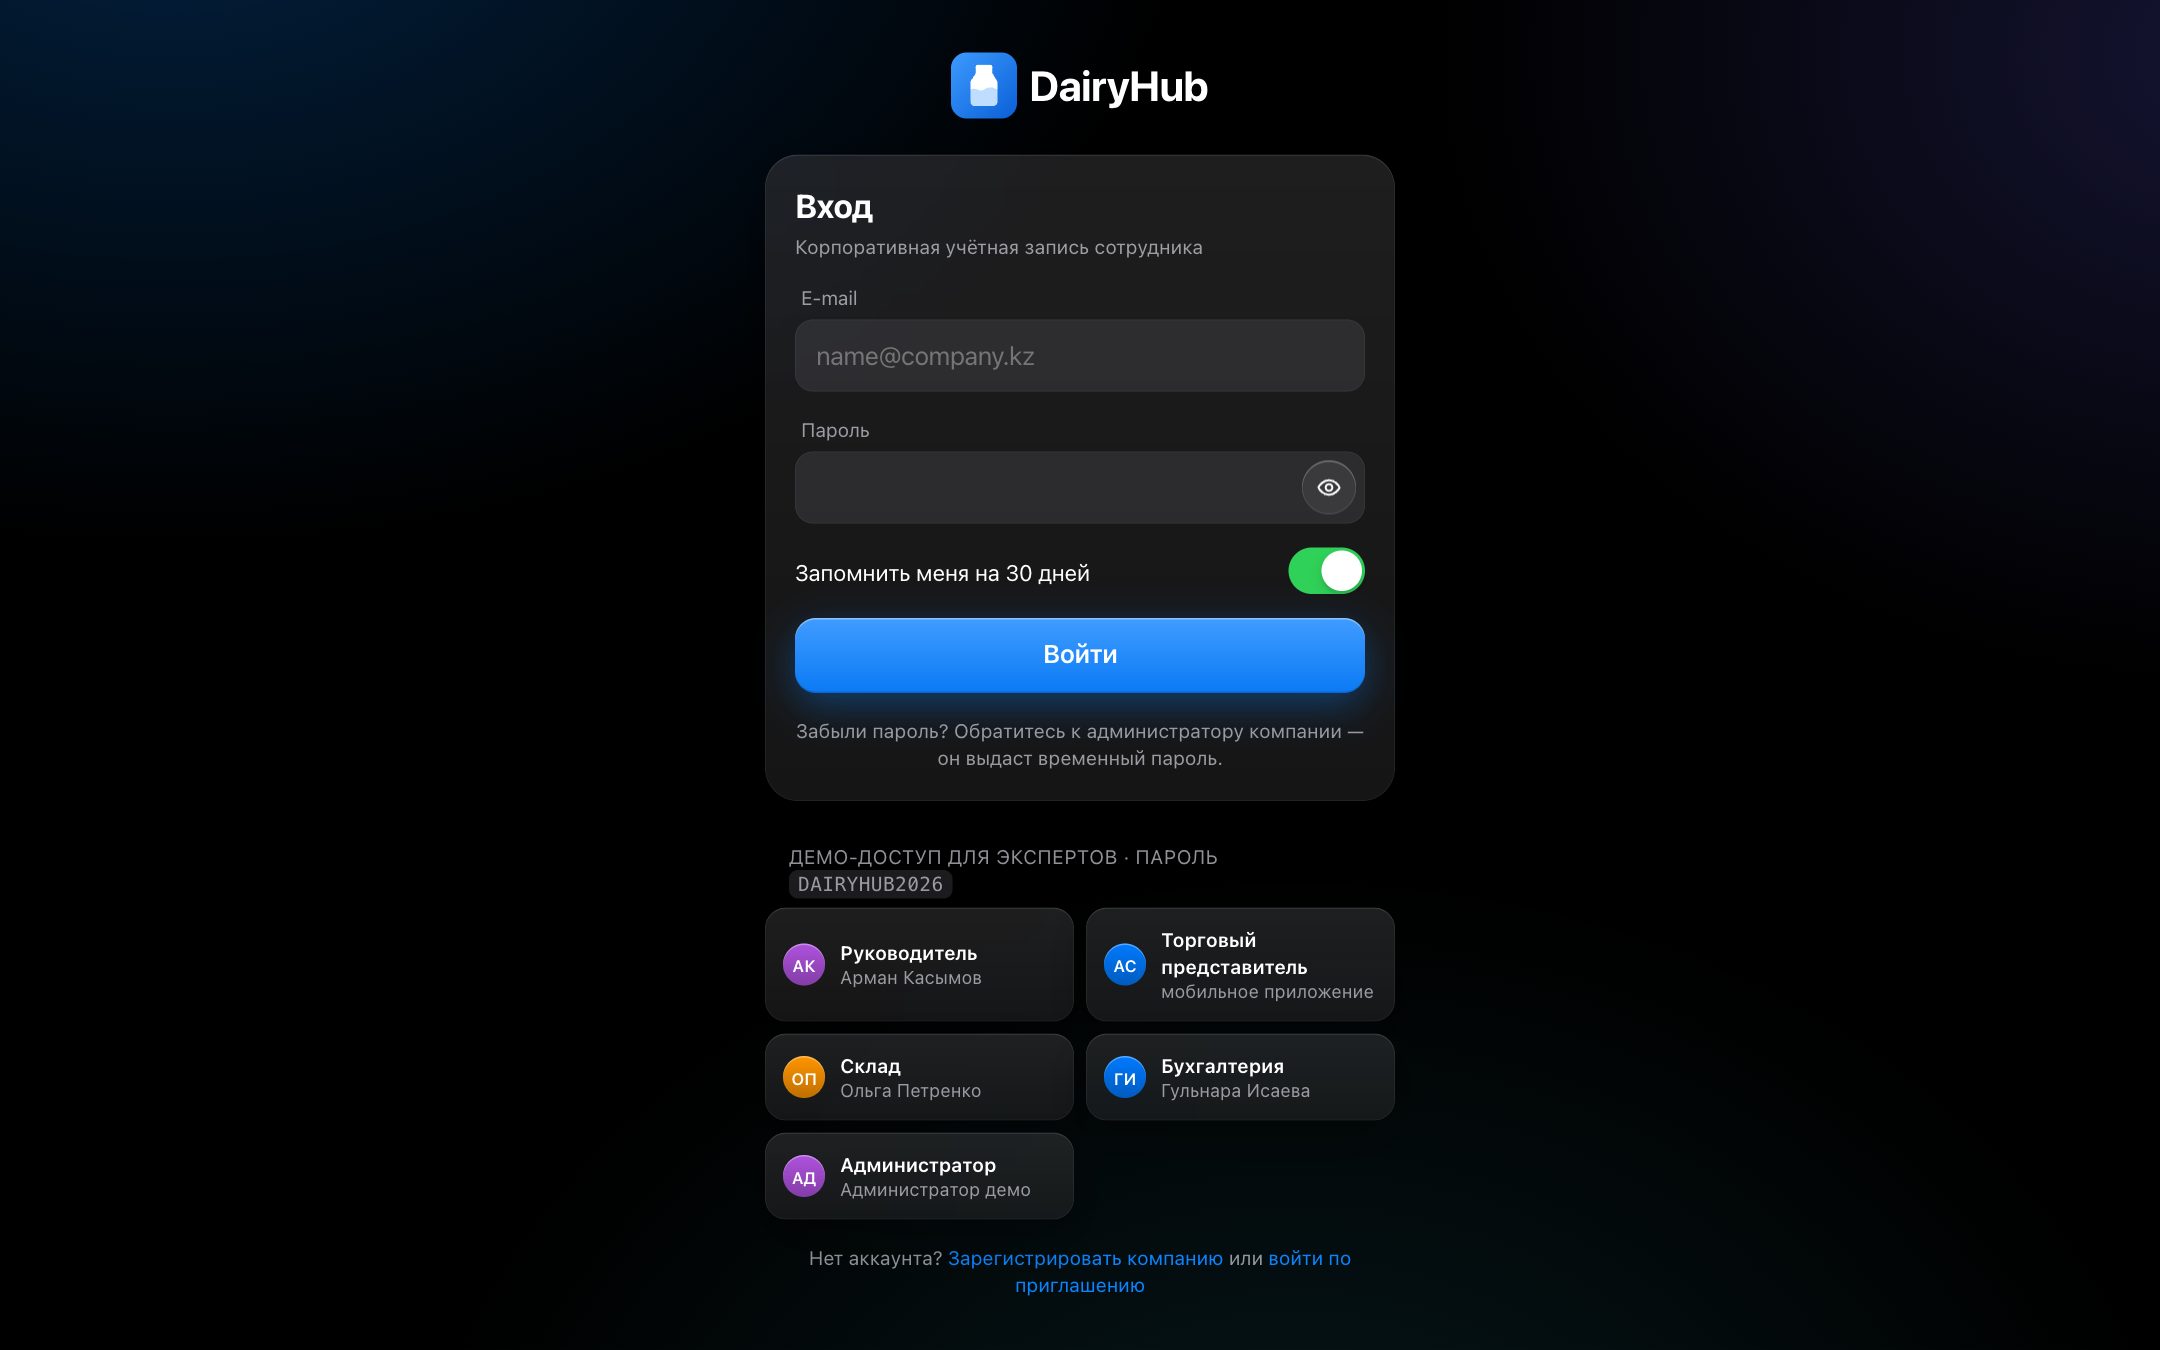 DairyHub
Вход
Корпоративная учётная запись сотрудника
E-mail
name@company.kz
Пароль
Запомнить меня на 30 дней
Войти
Забыли пароль? Обратитесь к администратору компании —
он выдаст временный пароль.
ДЕМО-ДОСТУП ДЛЯ ЭКСПЕРТОВ · ПАРОЛЬ
DAIRYHUB2026
АК
Руководитель
Арман Касымов
АС
Торговый
представитель
мобильное приложение
ОП
Склад
Ольга Петренко
ГИ
Бухгалтерия
Гульнара Исаева
АД
Администратор
Администратор демо
Нет аккаунта? Зарегистрировать компанию или войти по
приглашению